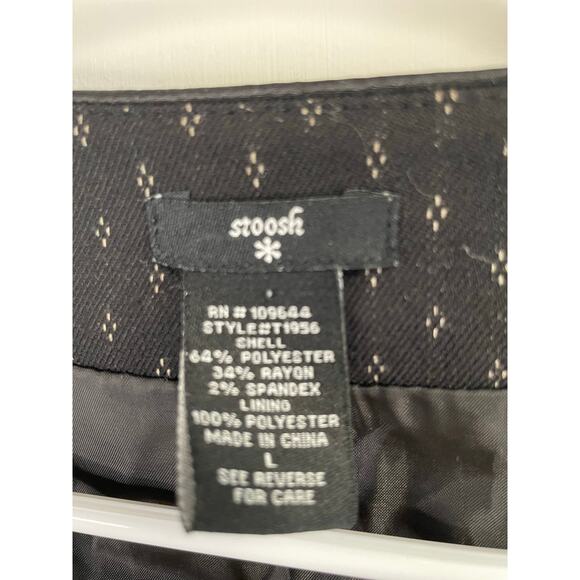 stoosh
RN # 109644
STYLE#T1956
SHELL
64% POLYESTER
34% RAYON
2% SPANDEX
LINING
100% POLYESTER
MADE IN CHINA
L
SEE REVERSE
FOR CARE